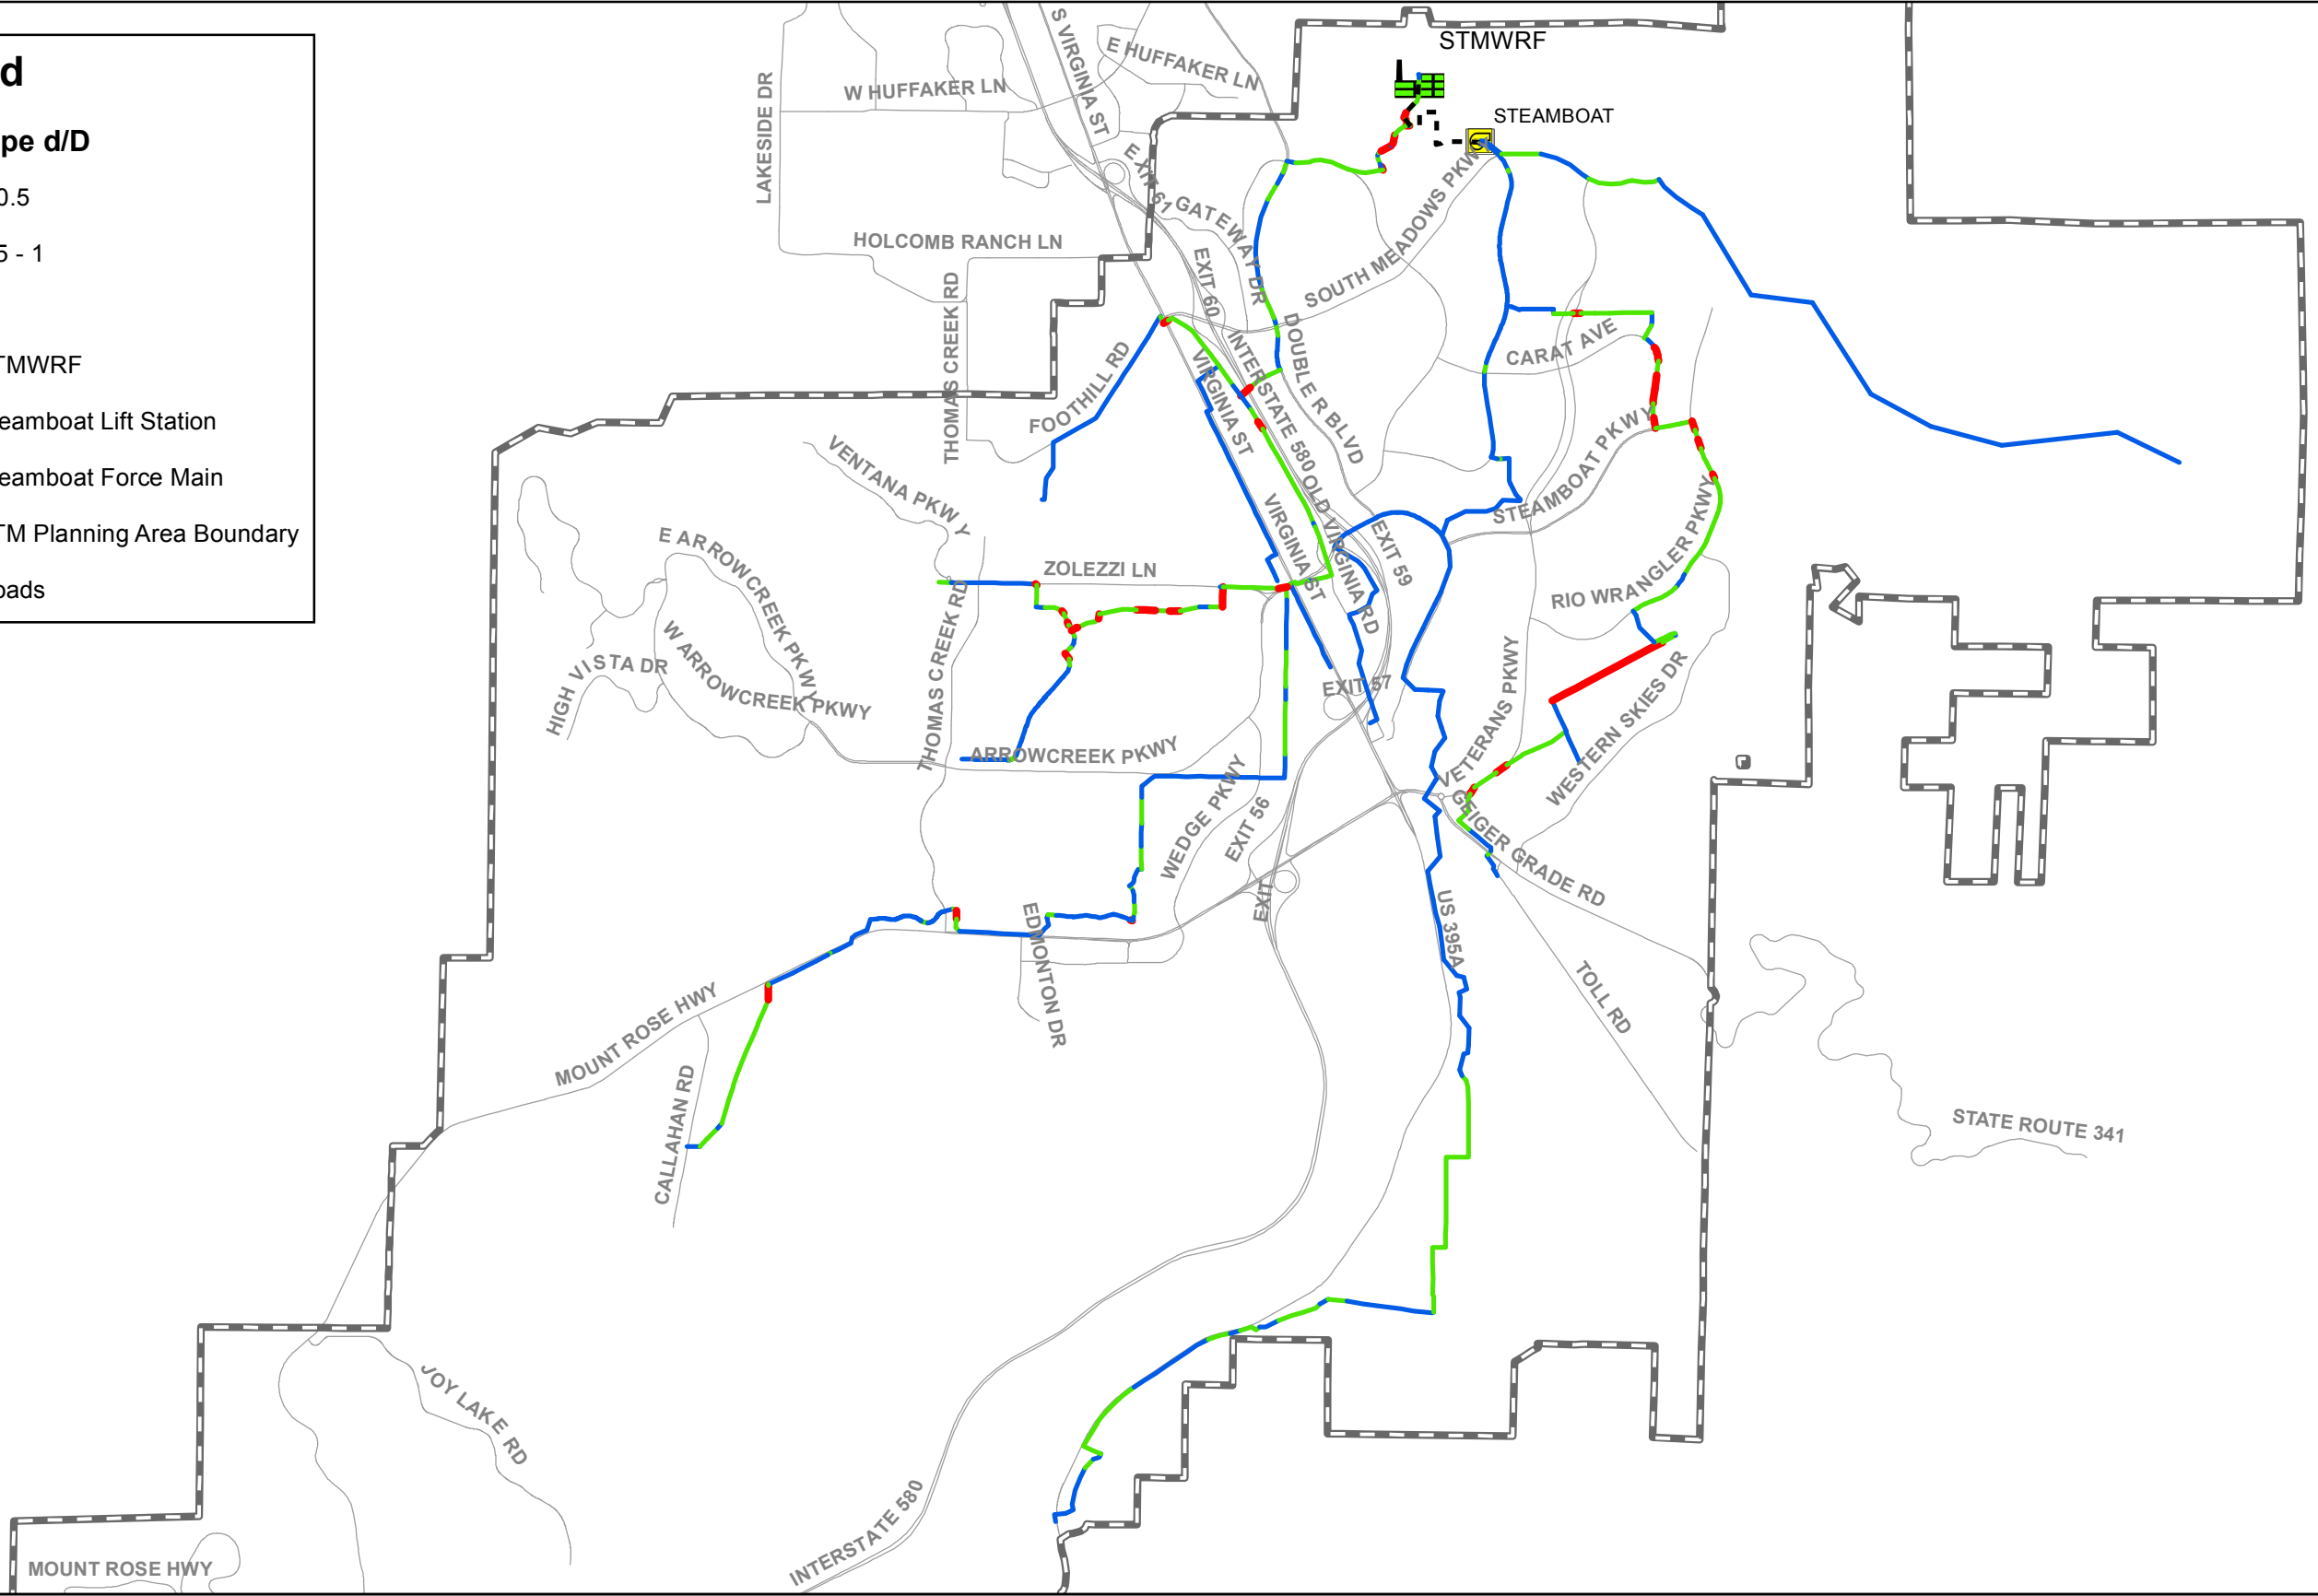 d
pe d/D
0.5
5 - 1
TMWRF
eamboat Lift Station
eamboat Force Main
TM Planning Area Boundary
oads
STMWRF
STEAMBOAT
S VIRGINIA ST
E HUFFAKER LN
W HUFFAKER LN
LAKESIDE DR
E EXIT 61
GATEWAY DR
HOLCOMB RANCH LN
EXIT 60
SOUTH MEADOWS PKWY
THOMAS CREEK RD
FOOTHILL RD
VIRGINIA ST
INTERSTATE 580
DOUBLE R BLVD
CARAT AVE
VENTANA PKWY
STEAMBOAT PKWY
OLD VIRGINIA RD
EXIT 59
VIRGINIA ST
E ARROWCREEK PKWY
ZOLEZZI LN
RIO WRANGLER PKWY
THOMAS CREEK RD
W ARROWCREEK PKWY
HIGH VISTA DR
EXIT 57
VETERANS PKWY
WESTERN SKIES DR
ARROWCREEK PKWY
WEDGE PKWY
EXIT 56
GEIGER GRADE RD
EXIT
EDMONTON DR
US 395A
TOLL RD
MOUNT ROSE HWY
CALLAHAN RD
STATE ROUTE 341
JOY LAKE RD
INTERSTATE 580
MOUNT ROSE HWY